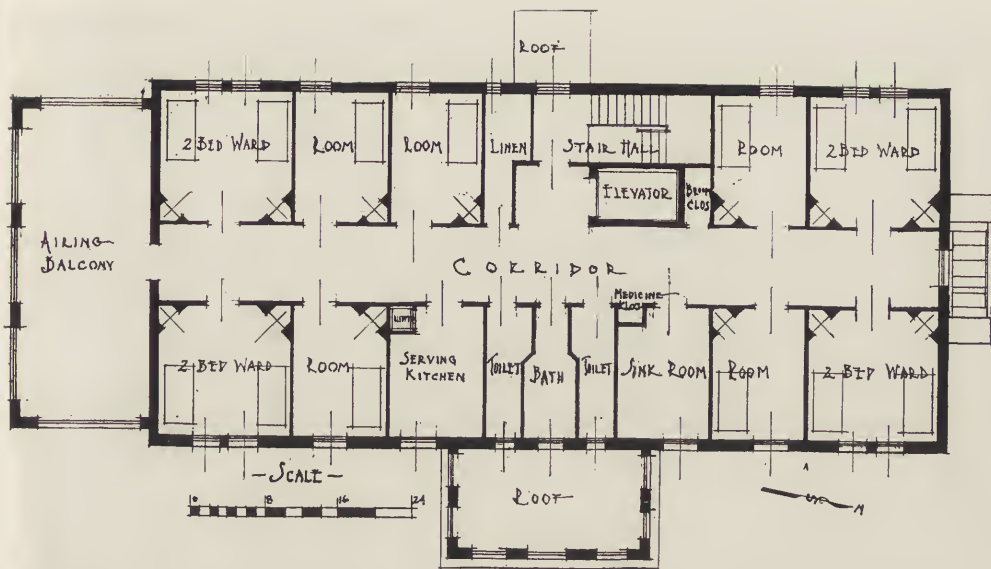 ROOF
2 BED WARD
ROOM
ROOM
LINEN
STAIR HALL
ROOM
2 BED WARD
ELEVATOR
BROOM
CLOS
AIRING
BALCONY
CORRIDOR
MEDICINE
CLOS
2 BED WARD
ROOM
SERVING
KITCHEN
TOILET
BATH
TOILET
SINK ROOM
ROOM
2 BED WARD
- SCALE -
0 8 16 24
ROOF
N